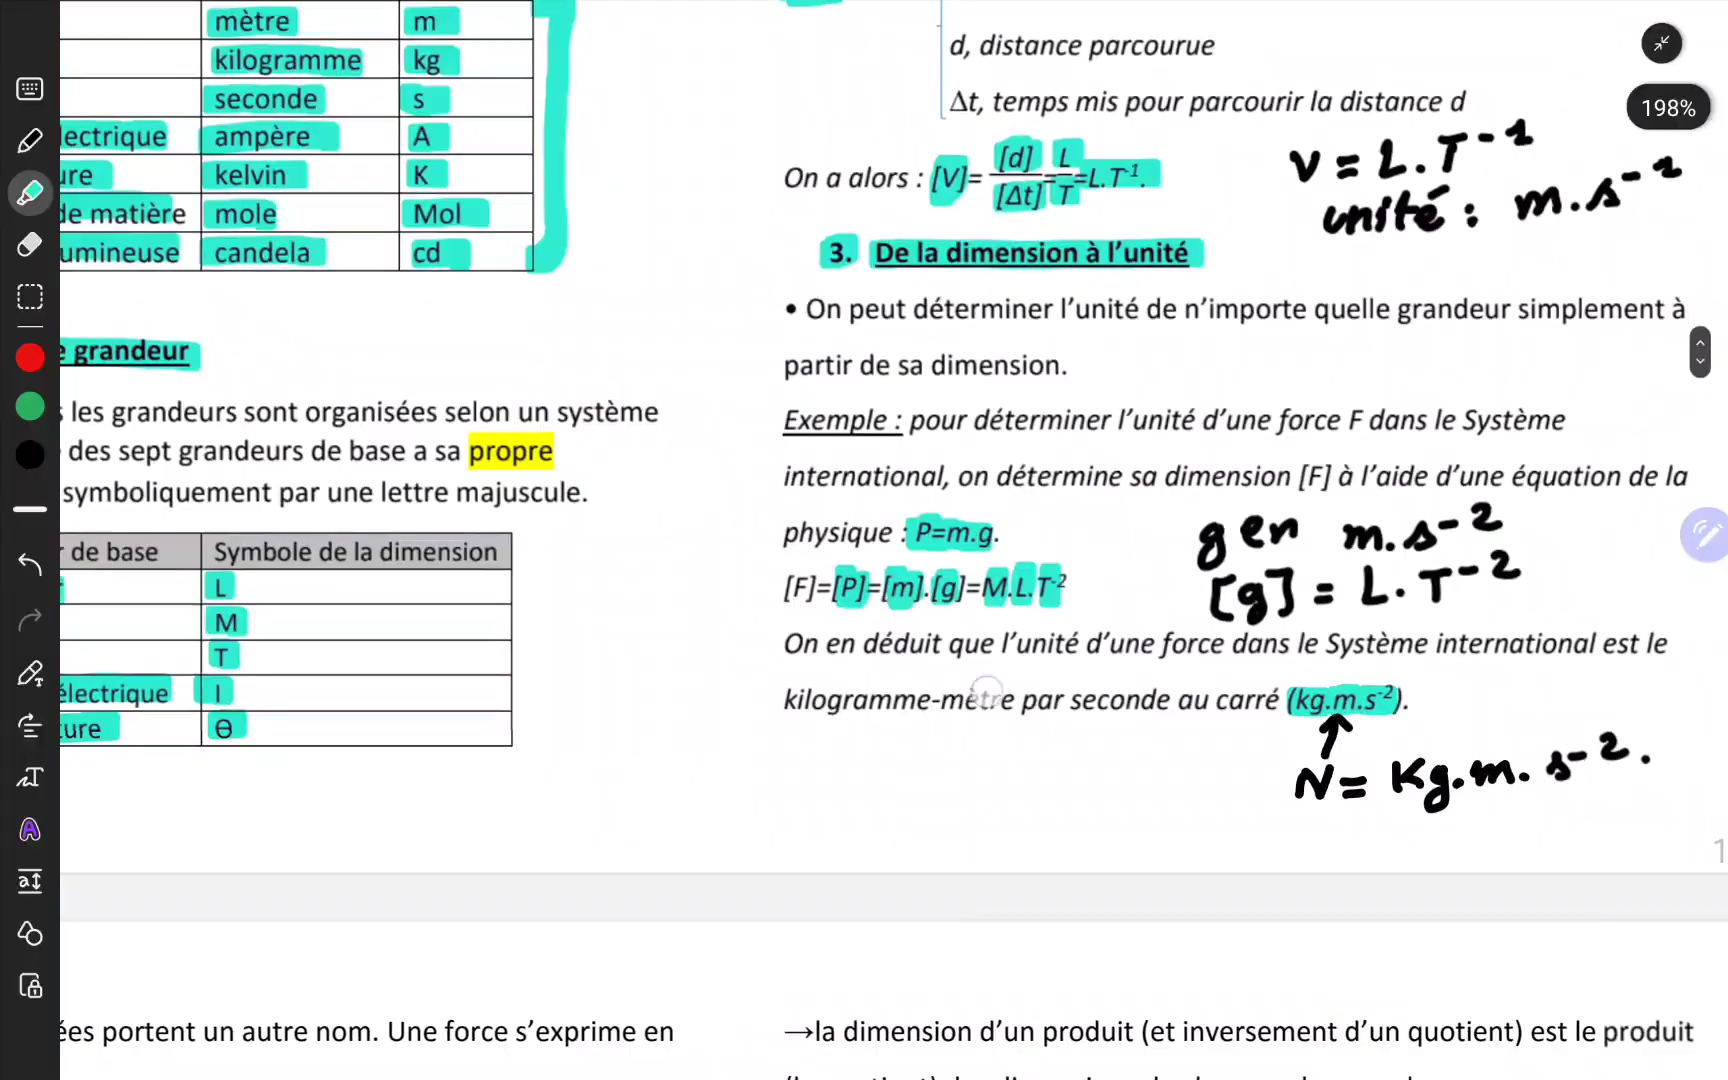 mètre m
kilogramme kg
seconde s
lectrique ampère A
ure kelvin K
de matière mole Mol
umineuse candela cd
e grandeur
les grandeurs sont organisées selon un système
des sept grandeurs de base a sa propre
symboliquement par une lettre majuscule.
r de base Symbole de la dimension
L
M
T
électrique I
ture Θ
d, distance parcourue
Δt, temps mis pour parcourir la distance d
On a alors : [V]= [d]/[Δt] = L/T =L.T⁻¹.
v = L.T⁻¹
unité : m.s⁻¹
3. De la dimension à l’unité
• On peut déterminer l’unité de n’importe quelle grandeur simplement à
partir de sa dimension.
Exemple : pour déterminer l’unité d’une force F dans le Système
international, on détermine sa dimension [F] à l’aide d’une équation de la
physique : P=m.g.
g en m.s⁻²
[F]=[P]=[m].[g]=M.L.T⁻²
[g] = L.T⁻²
On en déduit que l’unité d’une force dans le Système international est le
kilogramme-mètre par seconde au carré (kg.m.s⁻²).
N = Kg.m.s⁻².
1
ées portent un autre nom. Une force s’exprime en
→la dimension d’un produit (et inversement d’un quotient) est le produit
198%